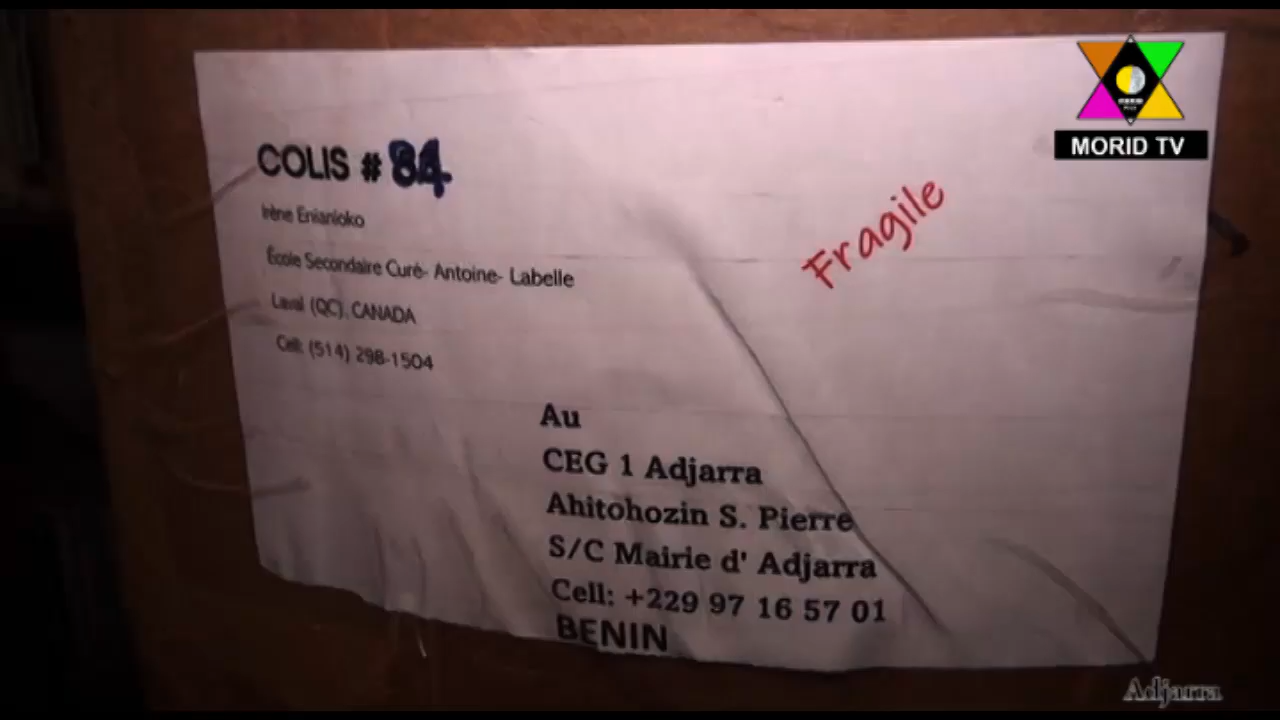 MORID TV
COLIS # 84
Fragile
Irène Enianloko
École Secondaire Curé- Antoine- Labelle
Laval (QC), CANADA
Cell: (514) 298-1504
Au
CEG 1 Adjarra
Ahitohozin S. Pierre
S/C Mairie d' Adjarra
Cell: +229 97 16 57 01
BENIN
Adjarra